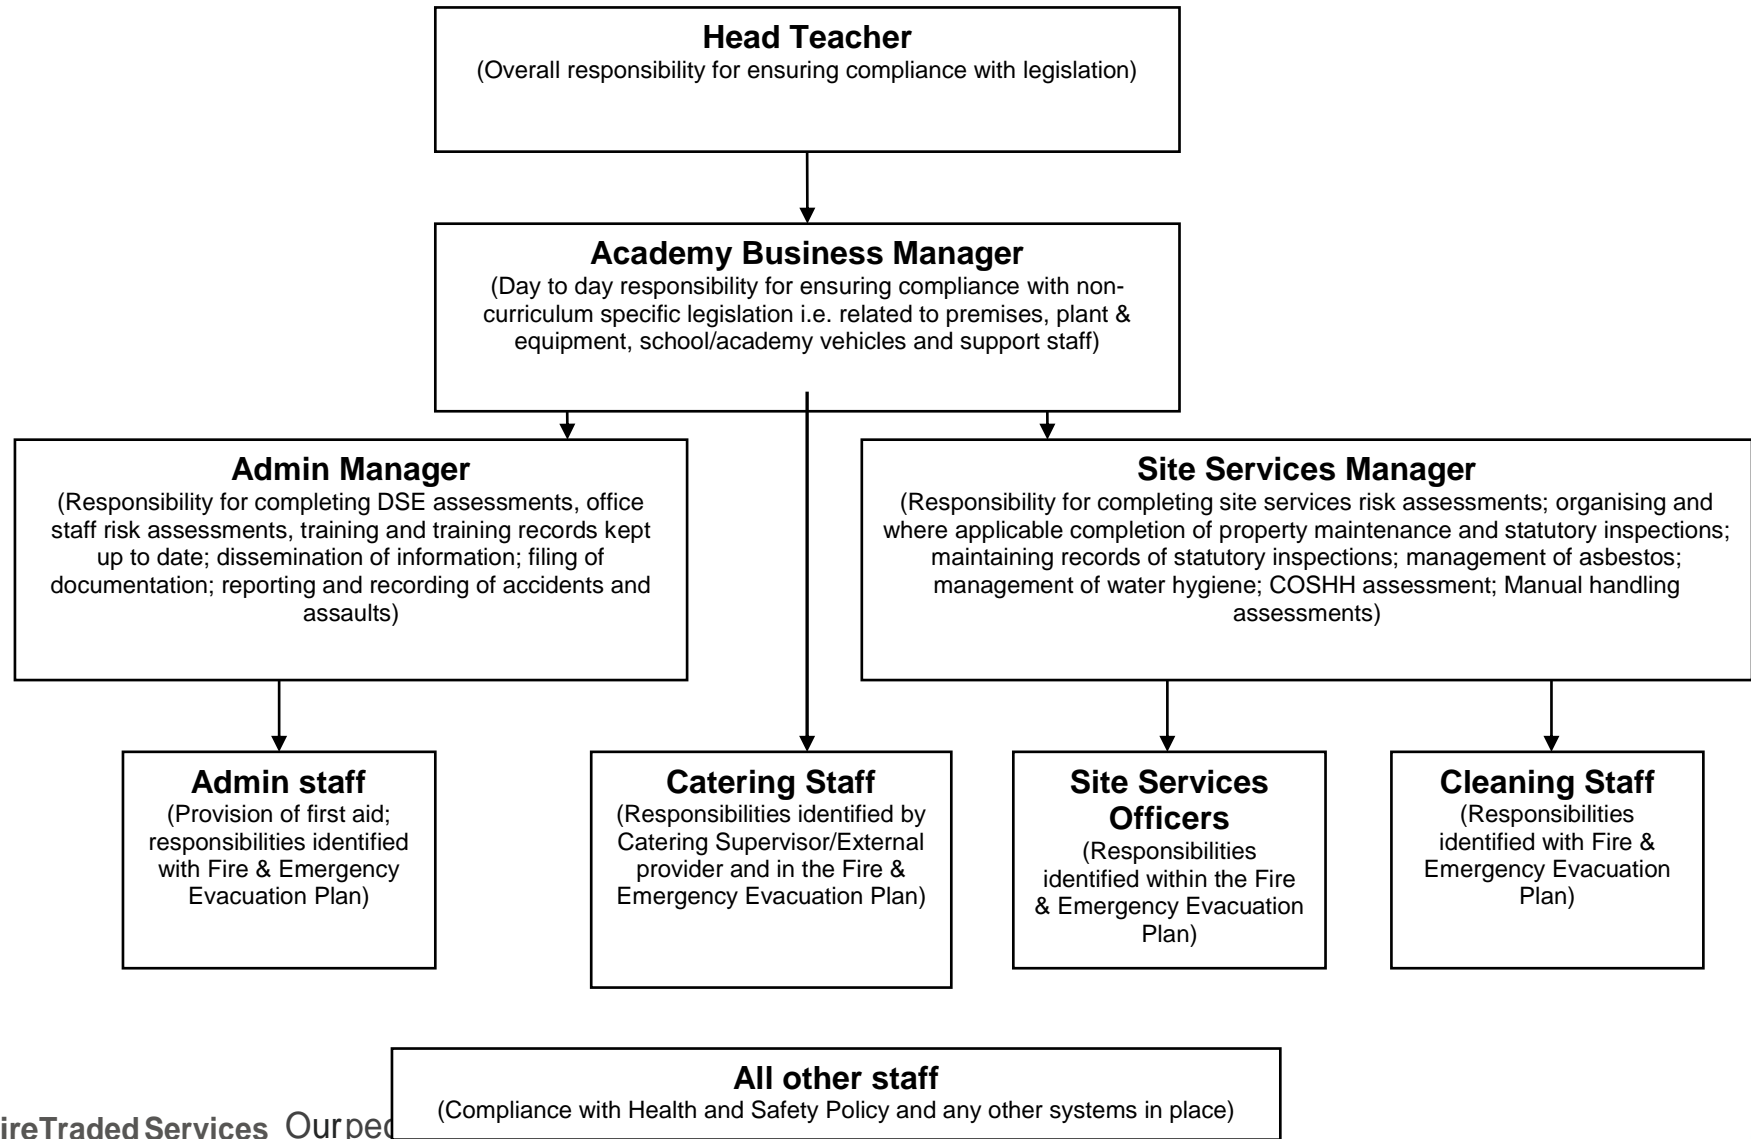 Head Teacher
(Overall responsibility for ensuring compliance with legislation)
Academy Business Manager
(Day to day responsibility for ensuring compliance with non-
curriculum specific legislation i.e. related to premises, plant &
equipment, school/academy vehicles and support staff)
Admin Manager
(Responsibility for completing DSE assessments, office
staff risk assessments, training and training records kept
up to date; dissemination of information; filing of
documentation; reporting and recording of accidents and
assaults)
Site Services Manager
(Responsibility for completing site services risk assessments; organising and
where applicable completion of property maintenance and statutory inspections;
maintaining records of statutory inspections; management of asbestos;
management of water hygiene; COSHH assessment; Manual handling
assessments)
Admin staff
(Provision of first aid;
responsibilities identified
with Fire & Emergency
Evacuation Plan)
Catering Staff
(Responsibilities identified by
Catering Supervisor/External
provider and in the Fire &
Emergency Evacuation Plan)
Site Services
Officers
(Responsibilities
identified within the Fire
& Emergency Evacuation
Plan)
Cleaning Staff
(Responsibilities
identified with Fire &
Emergency Evacuation
Plan)
All other staff
(Compliance with Health and Safety Policy and any other systems in place)
Traded Services Our